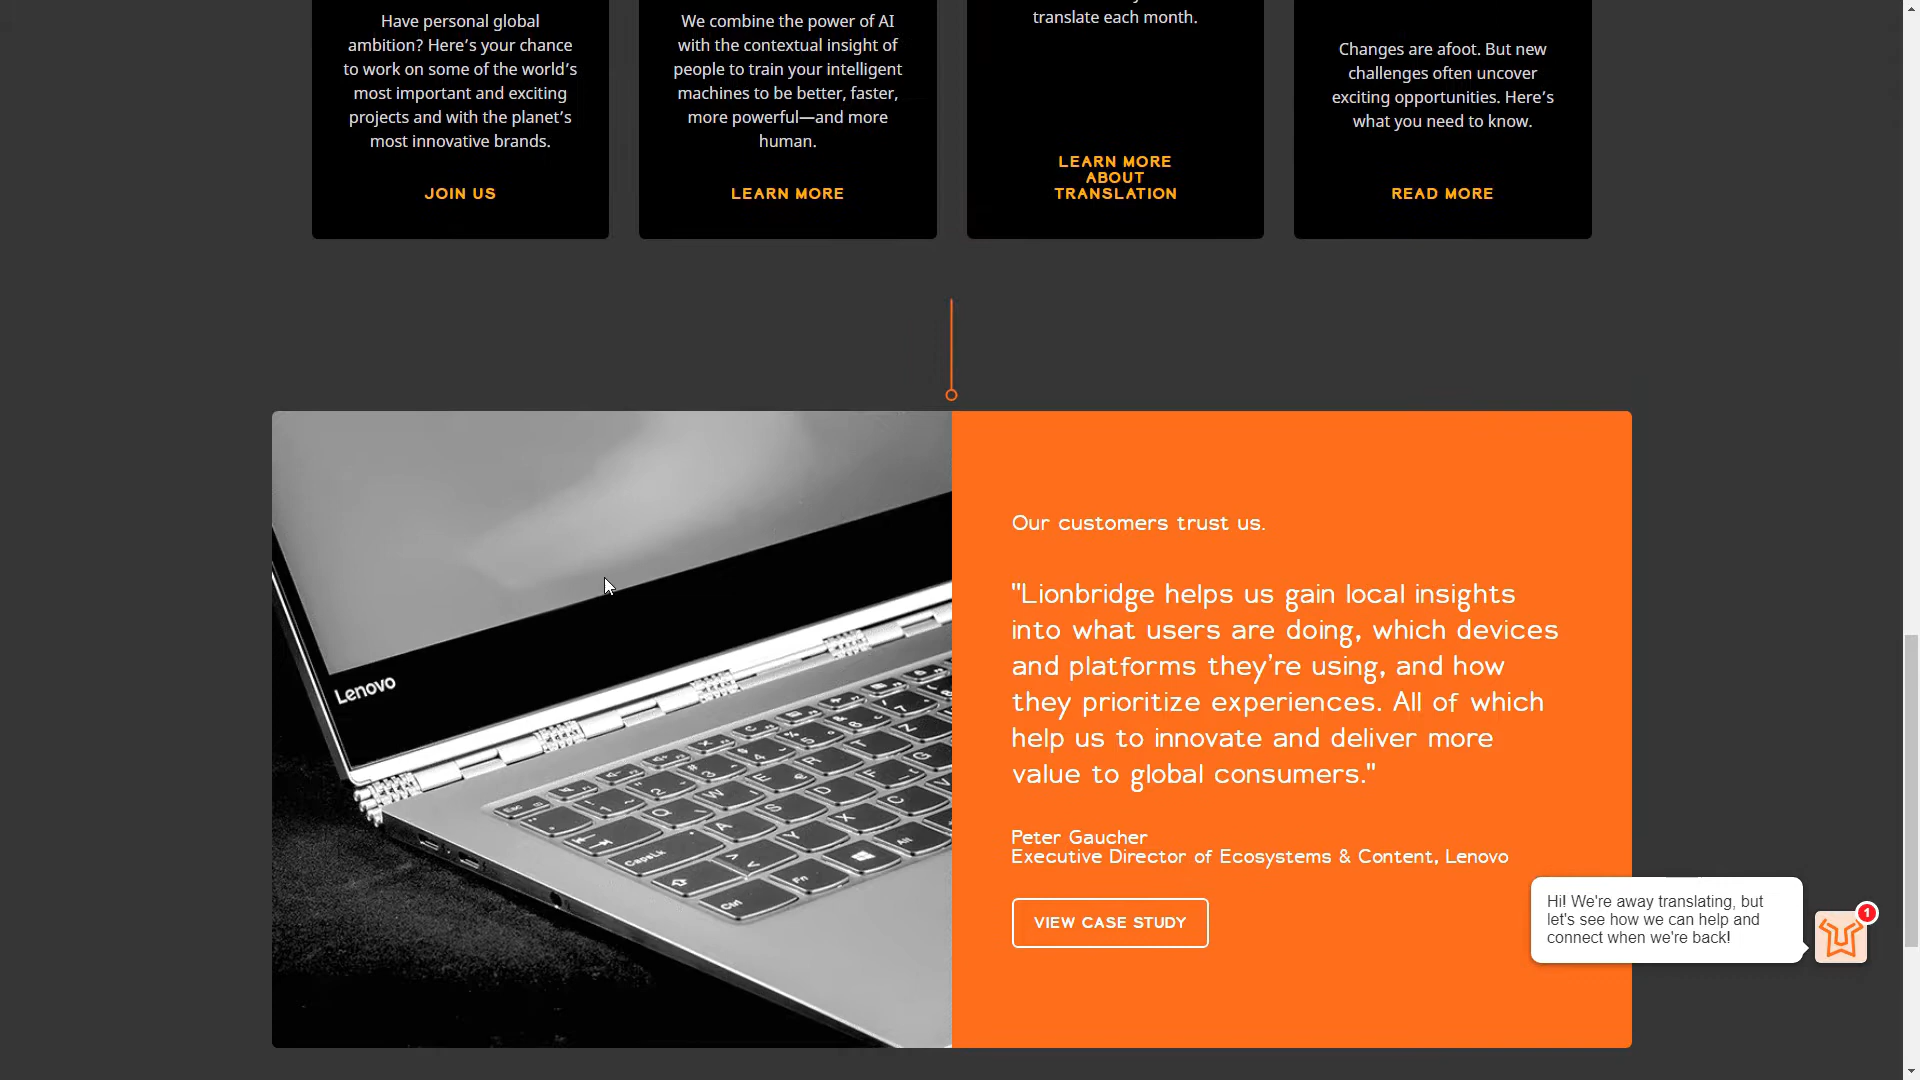 Have personal global
ambition? Here’s your chance
to work on some of the world’s
most important and exciting
projects and with the planet’s
most innovative brands.
JOIN US
We combine the power of AI
with the contextual insight of
people to train your intelligent
machines to be better, faster,
more powerful—and more
human.
LEARN MORE
translate each month.
LEARN MORE
ABOUT
TRANSLATION
Changes are afoot. But new
challenges often uncover
exciting opportunities. Here’s
what you need to know.
READ MORE
Lenovo
Our customers trust us.
"Lionbridge helps us gain local insights
into what users are doing, which devices
and platforms they’re using, and how
they prioritize experiences. All of which
help us to innovate and deliver more
value to global consumers."
Peter Gaucher
Executive Director of Ecosystems & Content, Lenovo
VIEW CASE STUDY
Hi! We're away translating, but
let's see how we can help and
connect when we're back!
1